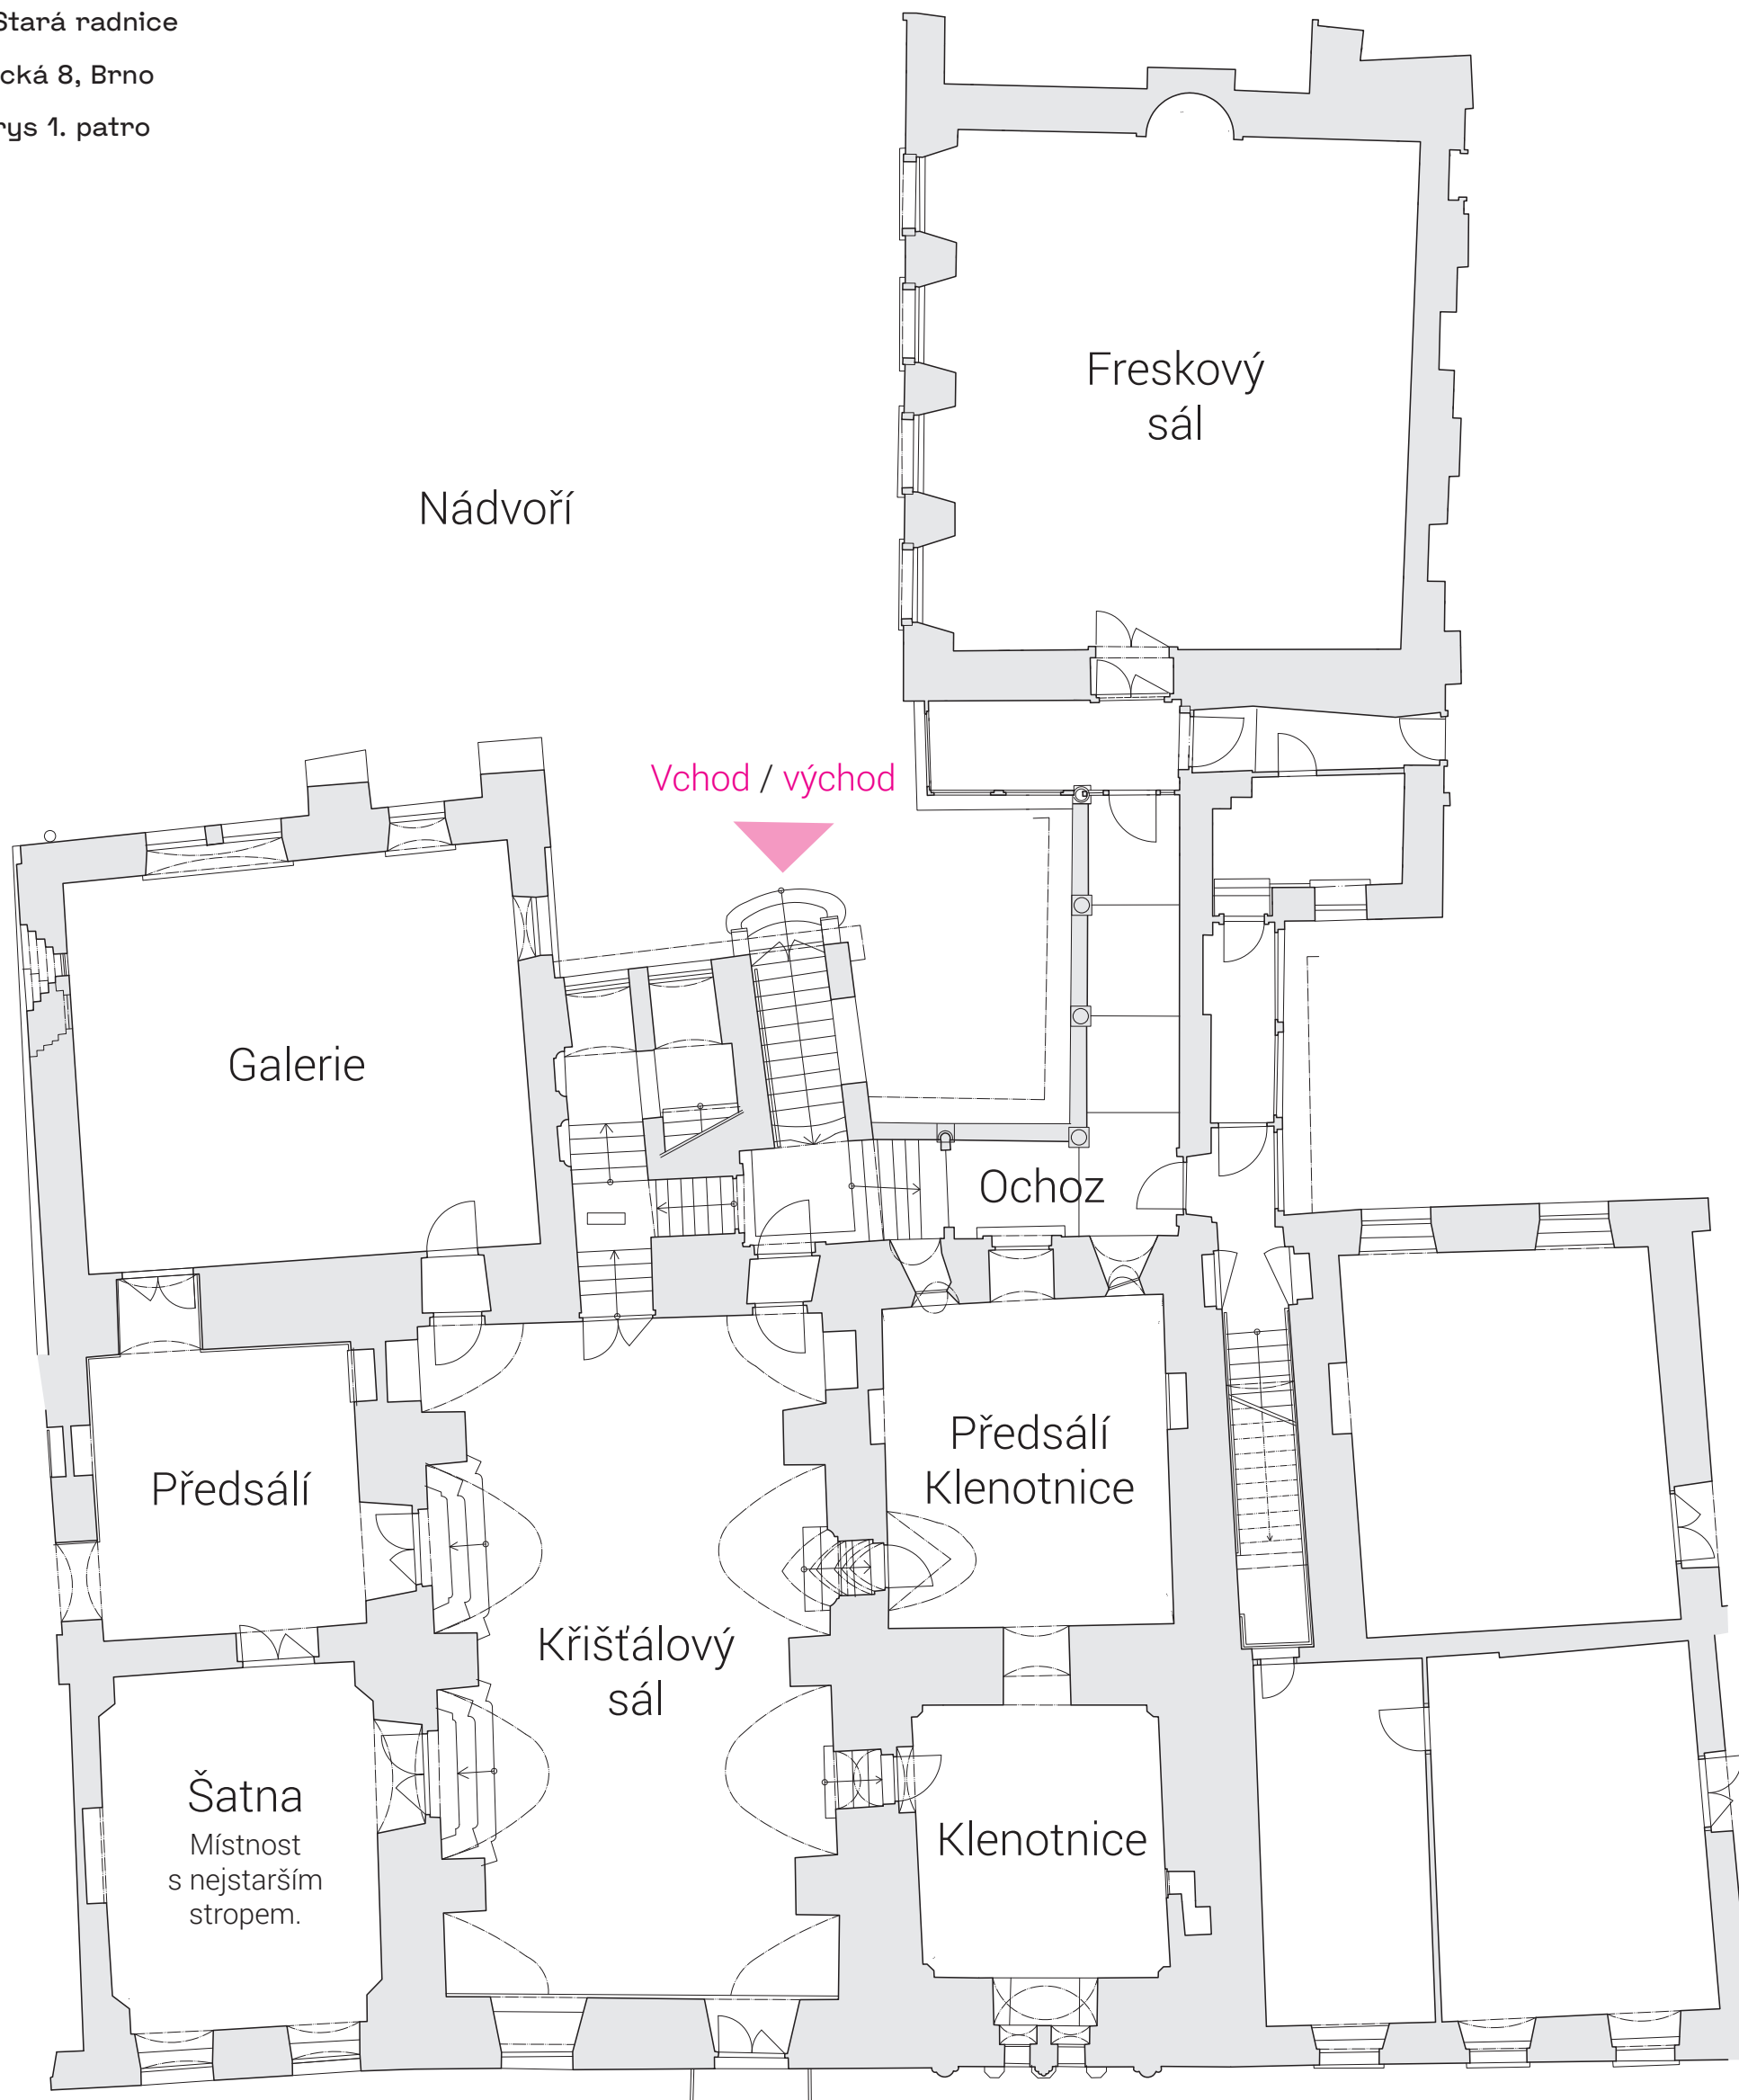 Stará radnice
cká 8, Brno
rys 1. patro
Freskový
sál
Nádvoří
Vchod / východ
Galerie
Ochoz
Předsálí
Klenotnice
Předsálí
Křišťálový
sál
Šatna
Místnost
s nejstarším
stropem.
Klenotnice